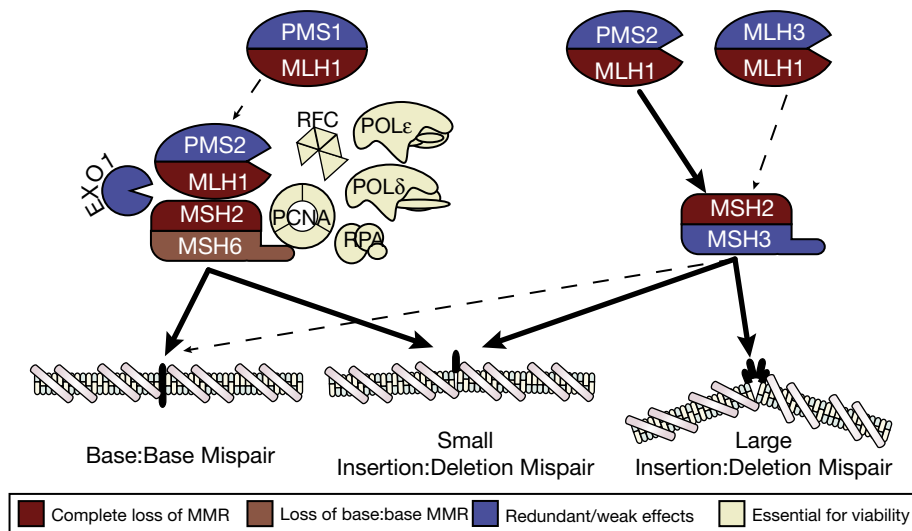 PMS1
MLH1
PMS2
MLH1
MLH3
MLH1
RFC
POLε
PMS2
MLH1
EXO1
POLδ
MSH2
MSH6
PCNA
RPA
MSH2
MSH3
Base:Base Mispair
Small
Insertion:Deletion Mispair
Large
Insertion:Deletion Mispair
Complete loss of MMR
Loss of base:base MMR
Redundant/weak effects
Essential for viability